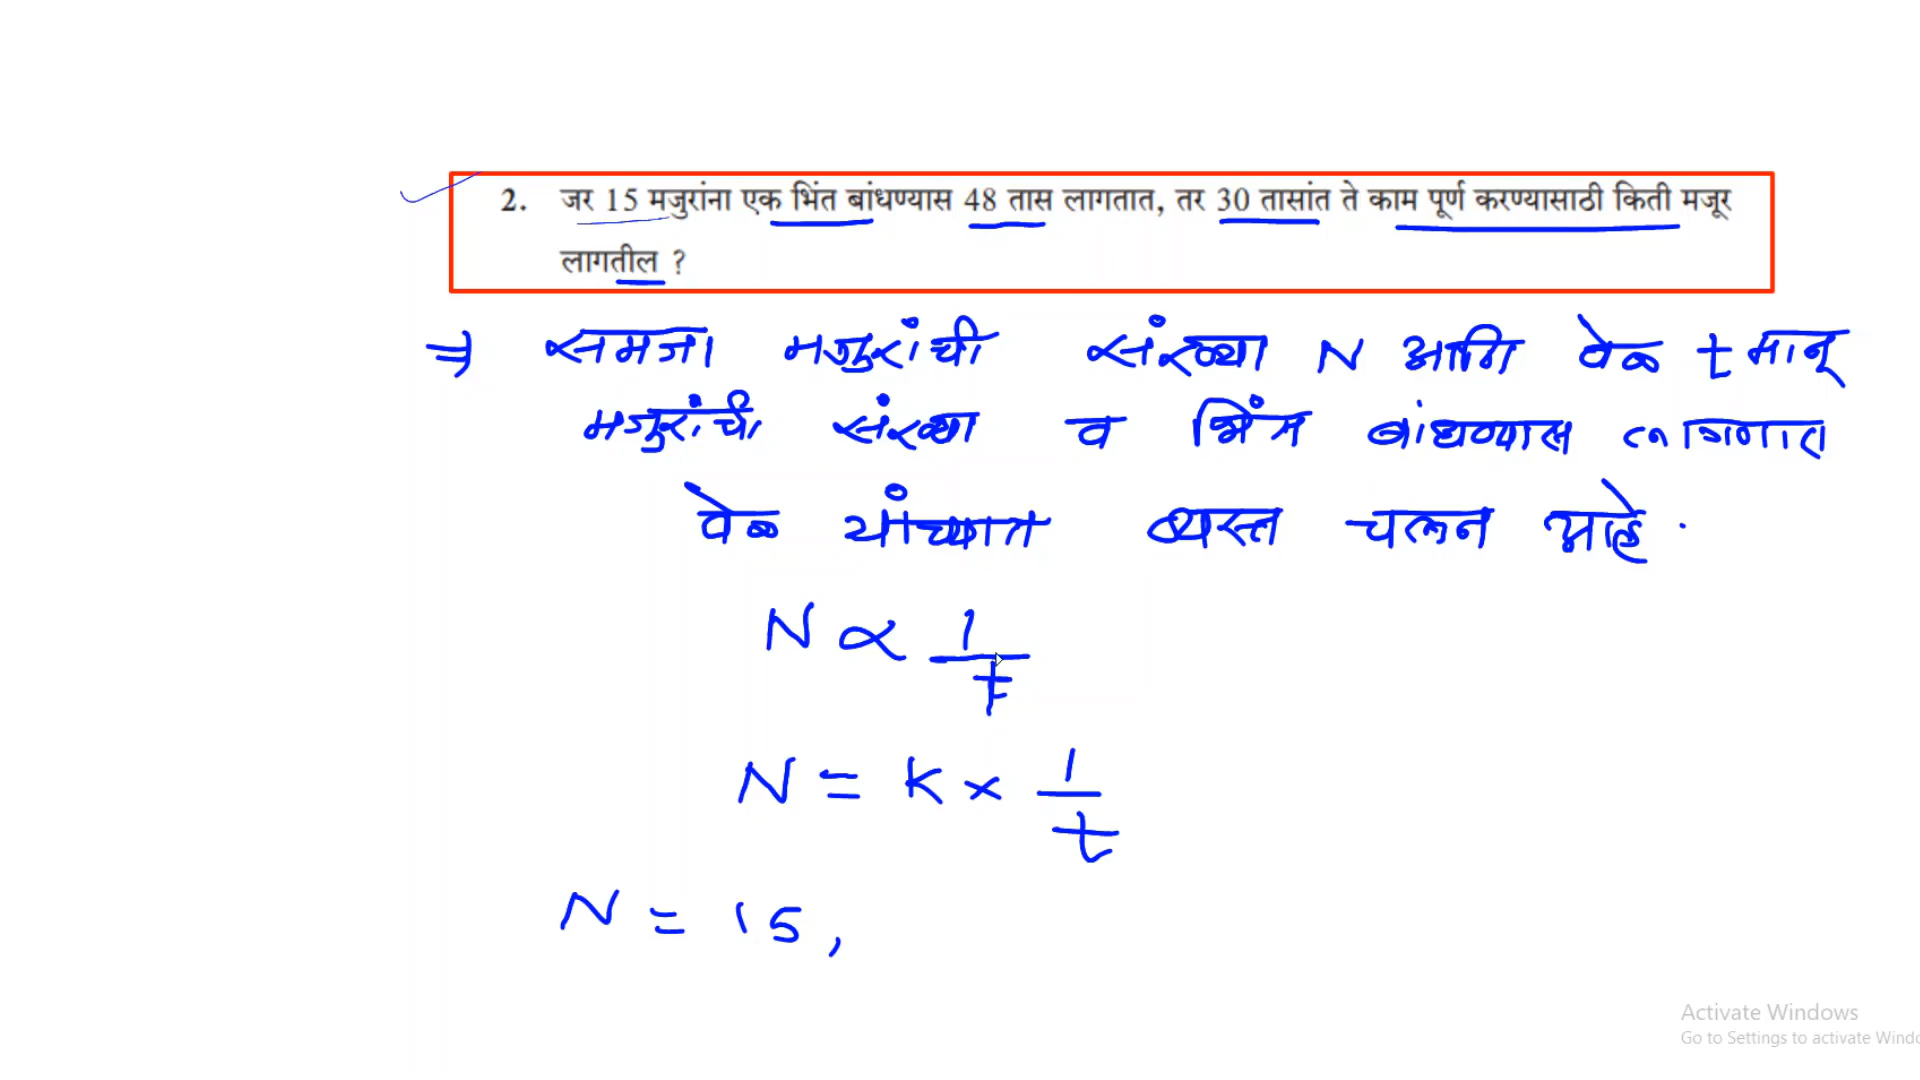 2. जर 15 मजुरांना एक भिंत बांधण्यास 48 तास लागतात, तर 30 तासांत ते काम पूर्ण करण्यासाठी किती मजूर
लागतील ?
⇒ समजा मजुरांची संख्या N आणि वेळ t मानू
मजुरांची संख्या व भिंत बांधण्यास लागणारा
वेळ यांच्यात व्यस्त चलन आहे.
N ∝ 1/t
N = K × 1/t
N = 15,
Activate Windows
Go to Settings to activate Windo